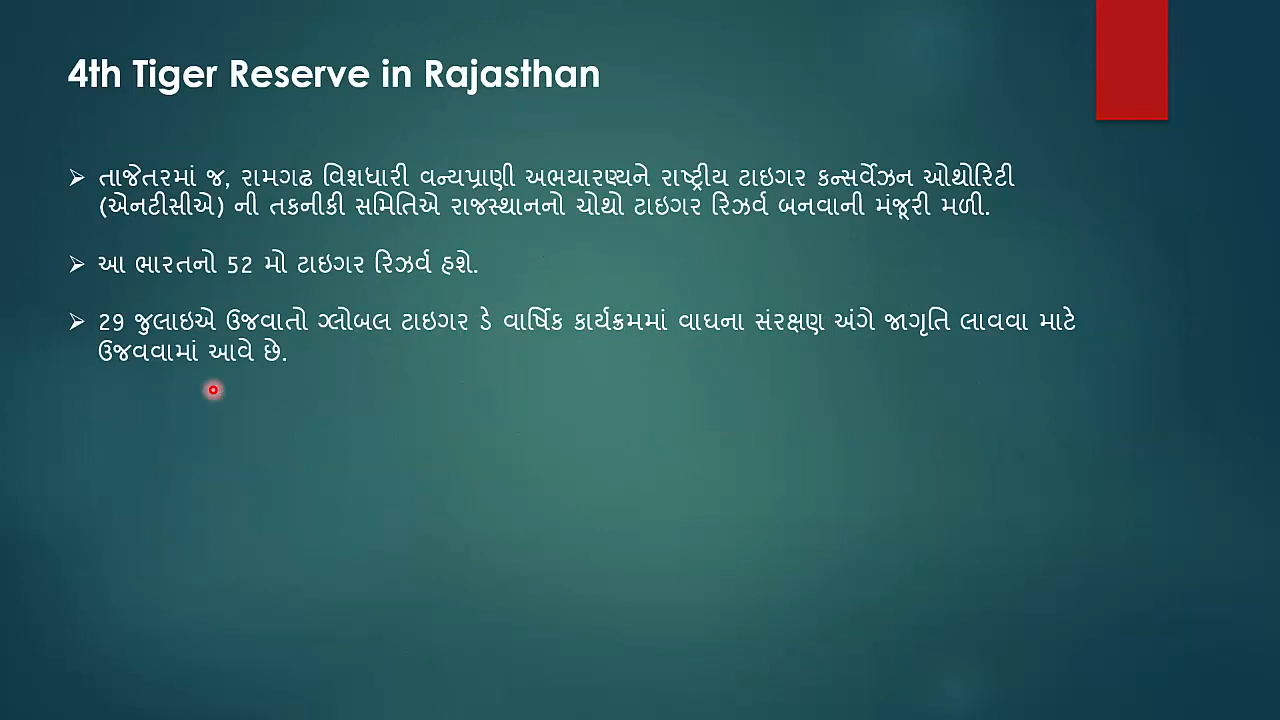 4th Tiger Reserve in Rajasthan
તાજેતરમાં જ, રામગઢ વિશધારી વન્યપ્રાણી અભયારણ્યને રાષ્ટ્રીય ટાઇગર કન્સર્વેઝન ઓથોરિટી
(એનટીસીએ) ની તકનીકી સમિતિએ રાજસ્થાનનો ચોથો ટાઇગર રિઝર્વ બનવાની મંજૂરી મળી.
આ ભારતનો 52 મો ટાઇગર રિઝર્વ હશે.
29 જુલાઇએ ઉજવાતો ગ્લોબલ ટાઇગર ડે વાર્ષિક કાર્યક્રમમાં વાઘના સંરક્ષણ અંગે જાગૃતિ લાવવા માટે
ઉજવવામાં આવે છે.